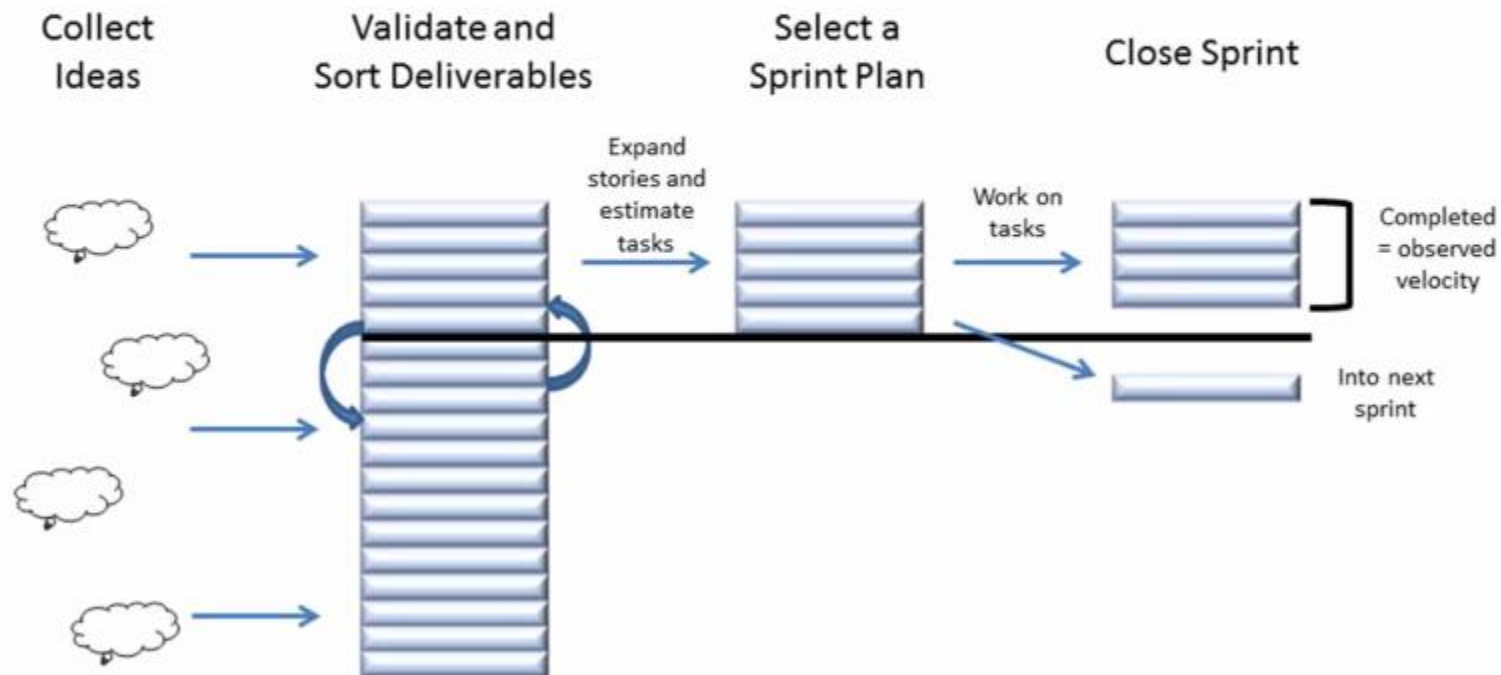 Collect
Ideas
Validate and
Sort Deliverables
Select a
Sprint Plan
Close Sprint
Expand
stories and
estimate
tasks
Work on
tasks
Completed
= observed
velocity
Into next
sprint